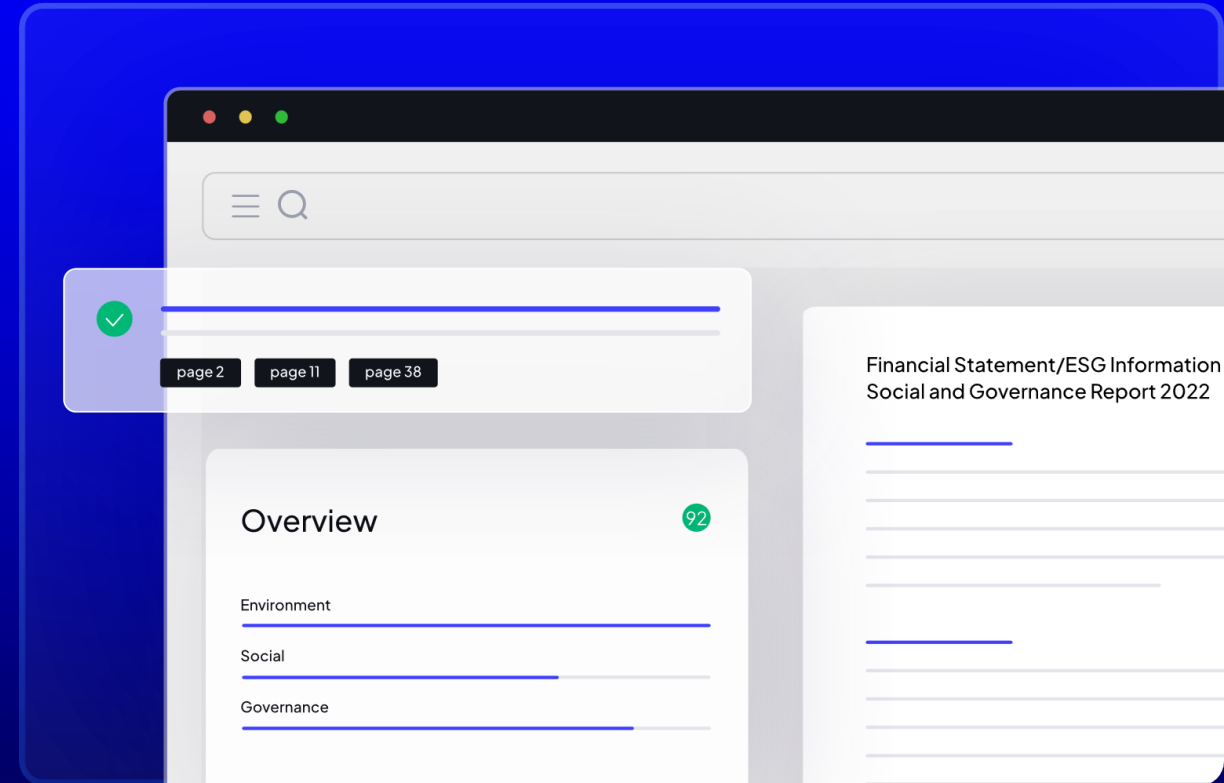 page 2
page 11
page 38
Financial Statement/ESG Information
Social and Governance Report 2022
Overview
92
Environment
Social
Governance